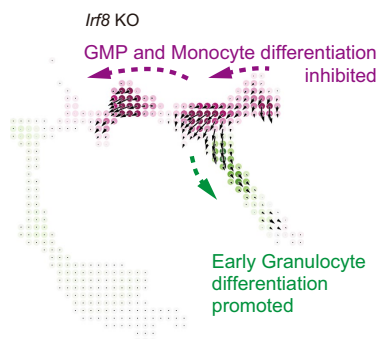 Irf8 KO
GMP and Monocyte differentiation
inhibited
Early Granulocyte
differentiation
promoted